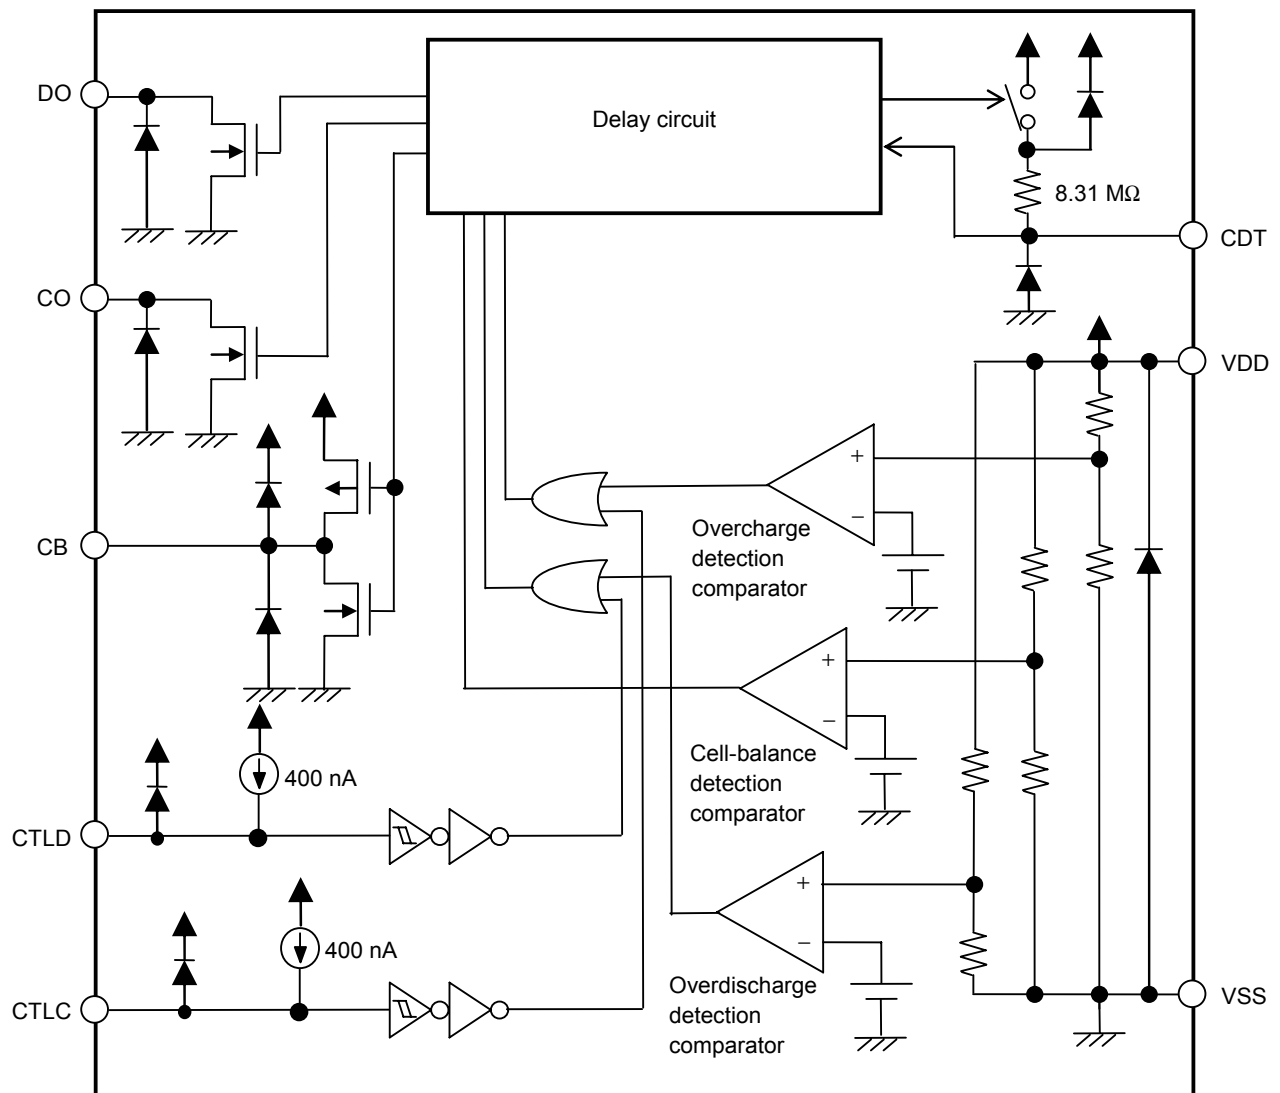 DO
Delay circuit
8.31 MΩ
CDT
CO
VDD
+
−
Overcharge
detection
comparator
CB
+
−
Cell-balance
detection
comparator
400 nA
CTLD
+
−
400 nA
Overdischarge
detection
comparator
CTLC
VSS